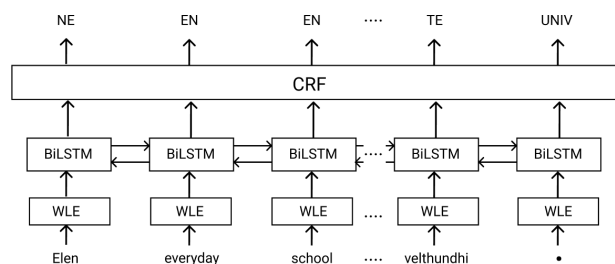 NE EN EN .... TE UNIV
CRF
BiLSTM BiLSTM BiLSTM .... BiLSTM BiLSTM
WLE WLE WLE .... WLE WLE
Elen everyday school .... velthundhi •